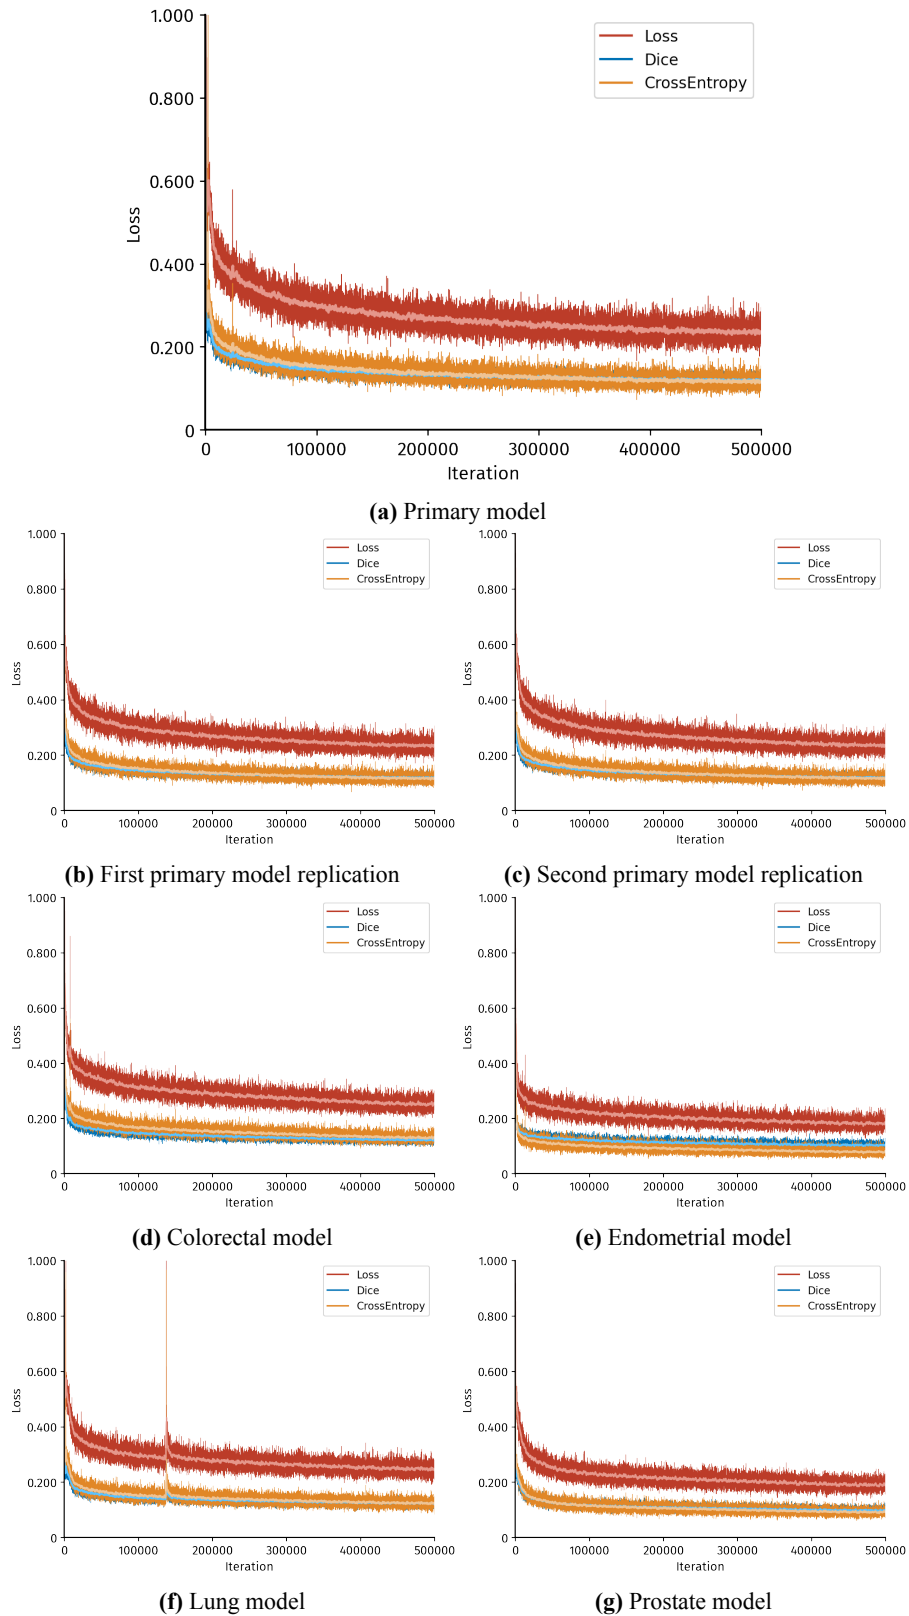 1.000
0.800
0.600
0.400
0.200
0
Loss
Loss
Dice
CrossEntropy
0 100000 200000 300000 400000 500000
Iteration
(a) Primary model
1.000
0.800
0.600
0.400
0.200
0
Loss
Loss
Dice
CrossEntropy
0 100000 200000 300000 400000 500000
Iteration
(b) First primary model replication
1.000
0.800
0.600
0.400
0.200
0
Loss
Loss
Dice
CrossEntropy
0 100000 200000 300000 400000 500000
Iteration
(c) Second primary model replication
1.000
0.800
0.600
0.400
0.200
0
Loss
Loss
Dice
CrossEntropy
0 100000 200000 300000 400000 500000
Iteration
(d) Colorectal model
1.000
0.800
0.600
0.400
0.200
0
Loss
Loss
Dice
CrossEntropy
0 100000 200000 300000 400000 500000
Iteration
(e) Endometrial model
1.000
0.800
0.600
0.400
0.200
0
Loss
Loss
Dice
CrossEntropy
0 100000 200000 300000 400000 500000
Iteration
(f) Lung model
1.000
0.800
0.600
0.400
0.200
0
Loss
Loss
Dice
CrossEntropy
0 100000 200000 300000 400000 500000
Iteration
(g) Prostate model